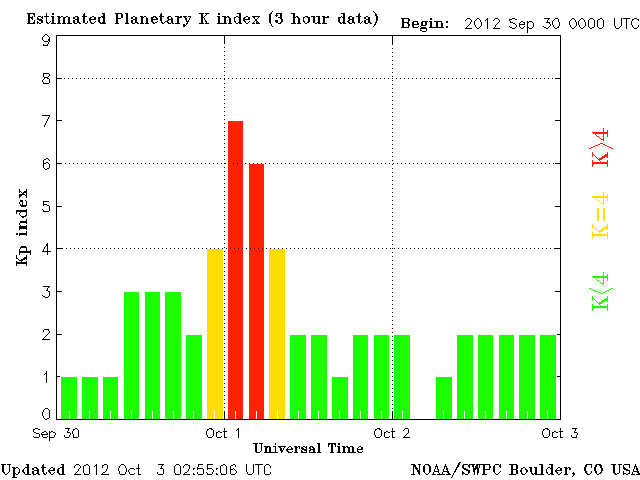 Estimated Planetary K index (3 hour data) Begin: 2012 Sep 30 0000 UTC
9
8
7
6
5
4
3
2
1
0
Kp index
K>4
K=4
K<4
Sep 30 Oct 1 Oct 2 Oct 3
Universal Time
Updated 2012 Oct 3 02:55:06 UTC NOAA/SWPC Boulder, CO USA